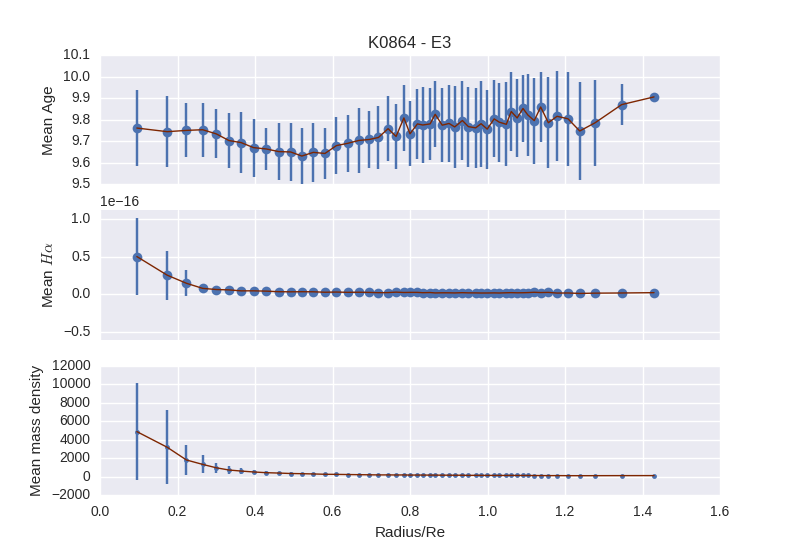 K0864 - E3
10.1
10.0
9.9
9.8
9.7
9.6
9.5
Mean Age
1e−16
1.0
0.5
0.0
−0.5
Mean Hα
12000
10000
8000
6000
4000
2000
0
−2000
Mean mass density
0.0 0.2 0.4 0.6 0.8 1.0 1.2 1.4 1.6
Radius/Re